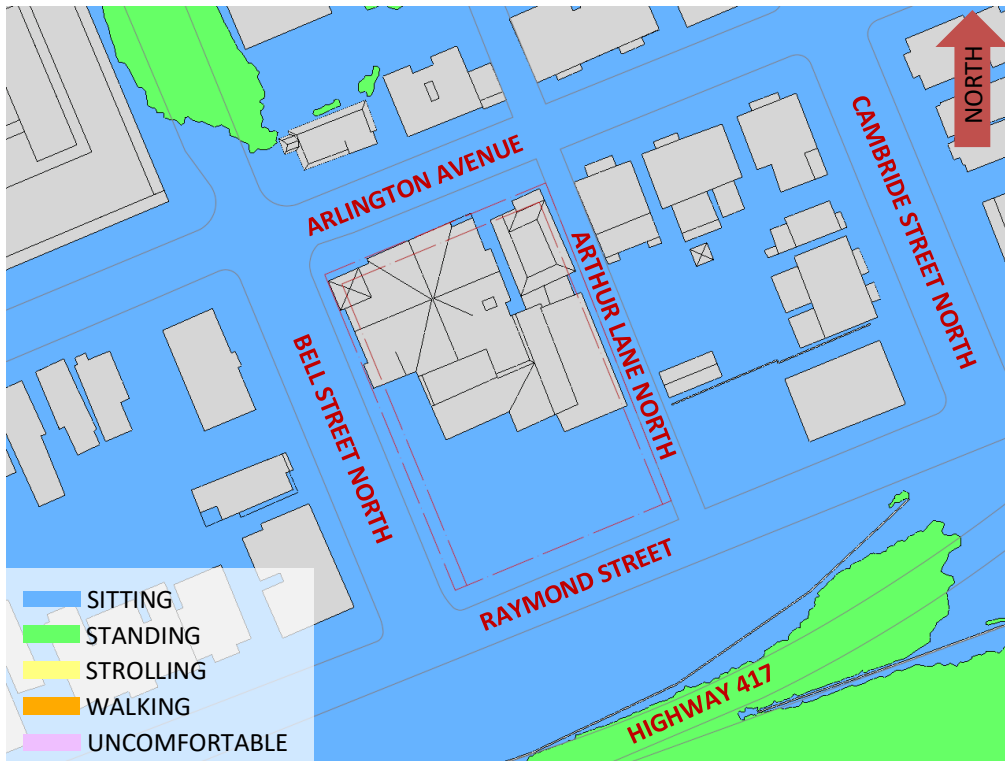 NORTH
ARLINGTON AVENUE
CAMBRIDE STREET NORTH
ARTHUR LANE NORTH
BELL STREET NORTH
RAYMOND STREET
HIGHWAY 417
SITTING
STANDING
STROLLING
WALKING
UNCOMFORTABLE